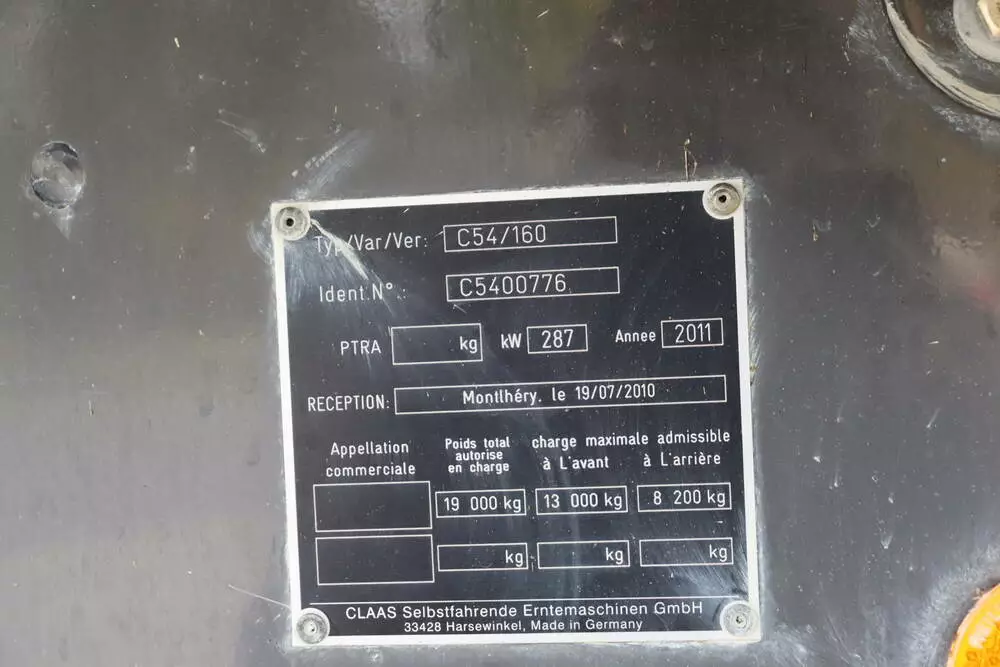 Typ/Var/Ver: C54/160
Ident.N°.: C5400776
PTRA kg kW 287 Annee 2011
RECEPTION: Montlhéry, le 19/07/2010
Appellation commerciale
Poids total autorise en charge
charge maximale admissible
à L'avant à L'arrière
19 000 kg 13 000 kg 8 200 kg
kg kg kg
CLAAS Selbstfahrende Erntemaschinen GmbH
33428 Harsewinkel, Made in Germany